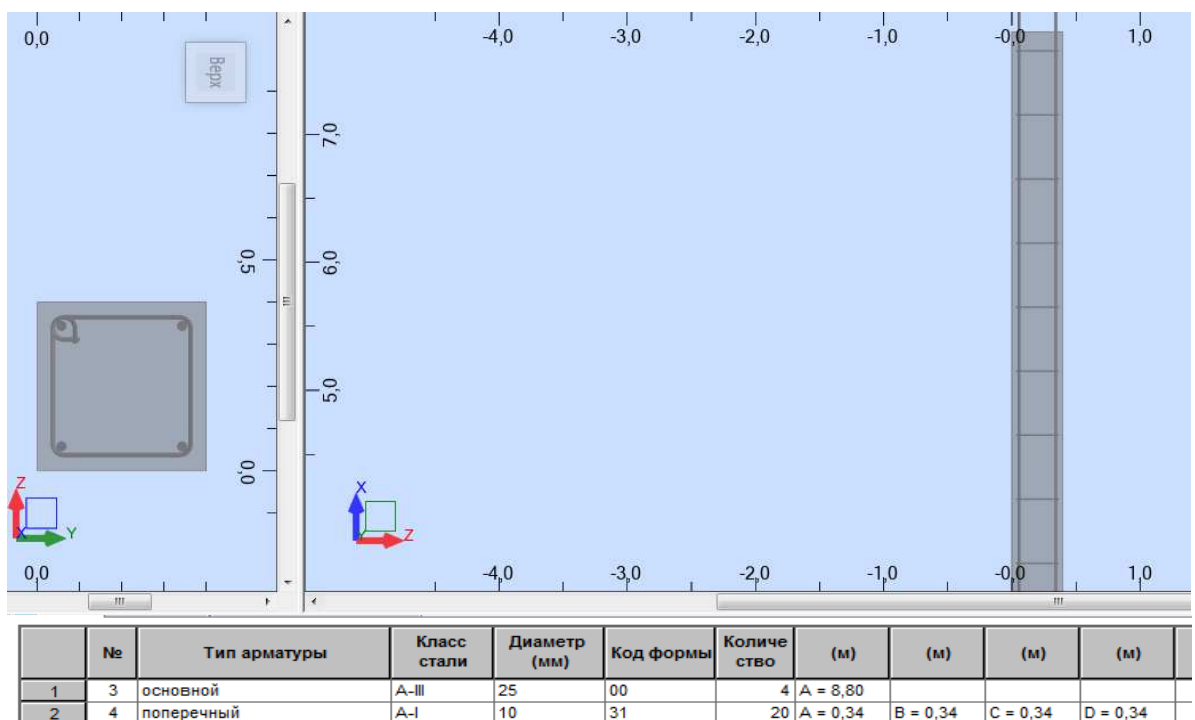 0,0 -4,0 -3,0 -2,0 -1,0 -0,0 1,0
Верх
7,0
0,5
6,0
5,0
0,0
Z
X
Y
X
Y
Z
0,0 -4,0 -3,0 -2,0 -1,0 -0,0 1,0
№ Тип арматуры Класс стали Диаметр (мм) Код формы Количе ство (м) (м) (м) (м)
1 3 основной A-III 25 00 4 A = 8,80
2 4 поперечный A-I 10 31 20 A = 0,34 B = 0,34 C = 0,34 D = 0,34